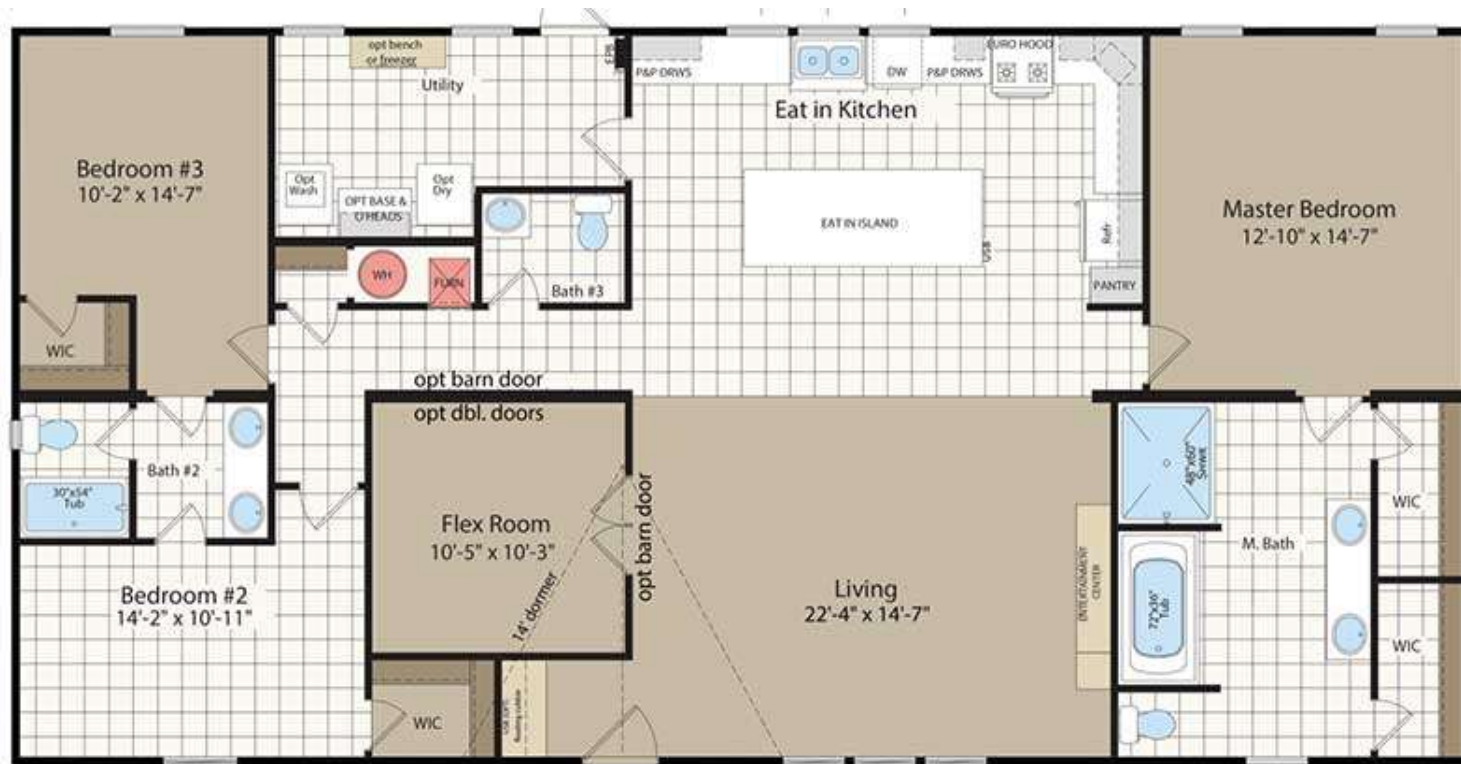 opt bench
or freezer
Utility
EPB
P&P DRWS
DW
P&P DRWS
EURO HOOD
Eat in Kitchen
Bedroom #3
10'-2" x 14'-7"
Opt
Wash
OPT BASE &
O'HEADS
Opt
Dry
EAT IN ISLAND
USB
Refr
Master Bedroom
12'-10" x 14'-7"
WH
FURN
Bath #3
PANTRY
WIC
opt barn door
opt dbl. doors
Bath #2
30"x54"
Tub
Flex Room
10'-5" x 10'-3"
opt barn door
14' dormer
Bedroom #2
14'-2" x 10'-11"
Living
22'-4" x 14'-7"
ENTERTAINMENT
CENTER
48"x60"
SHWR
M. Bath
72"x36"
Tub
WIC
WIC
WIC